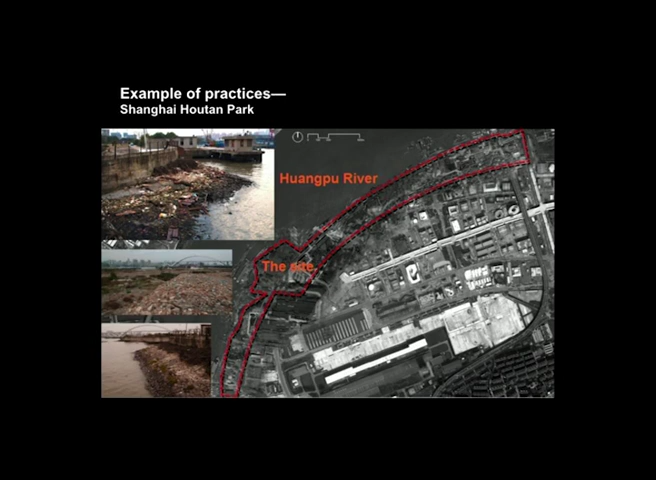 Example of practices—
Shanghai Houtan Park
Huangpu River
The site